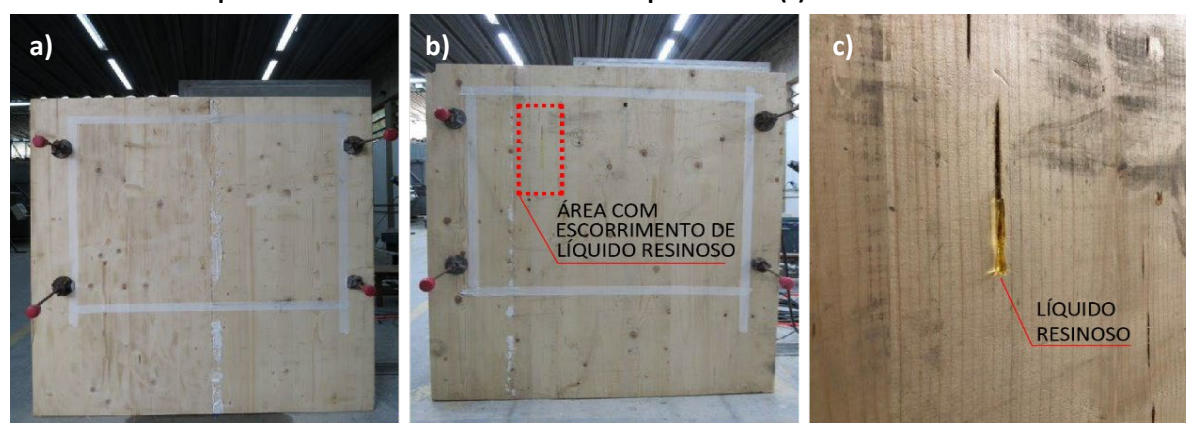 a)
b)
c)
ÁREA COM
ESCORRIMENTO DE
LÍQUIDO RESINOSO
LÍQUIDO
RESINOSO